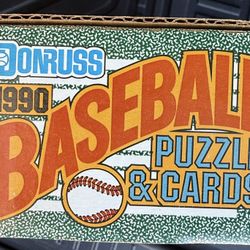 DONRUSS
1990
BASEBALL
PUZZLE
& CARDS